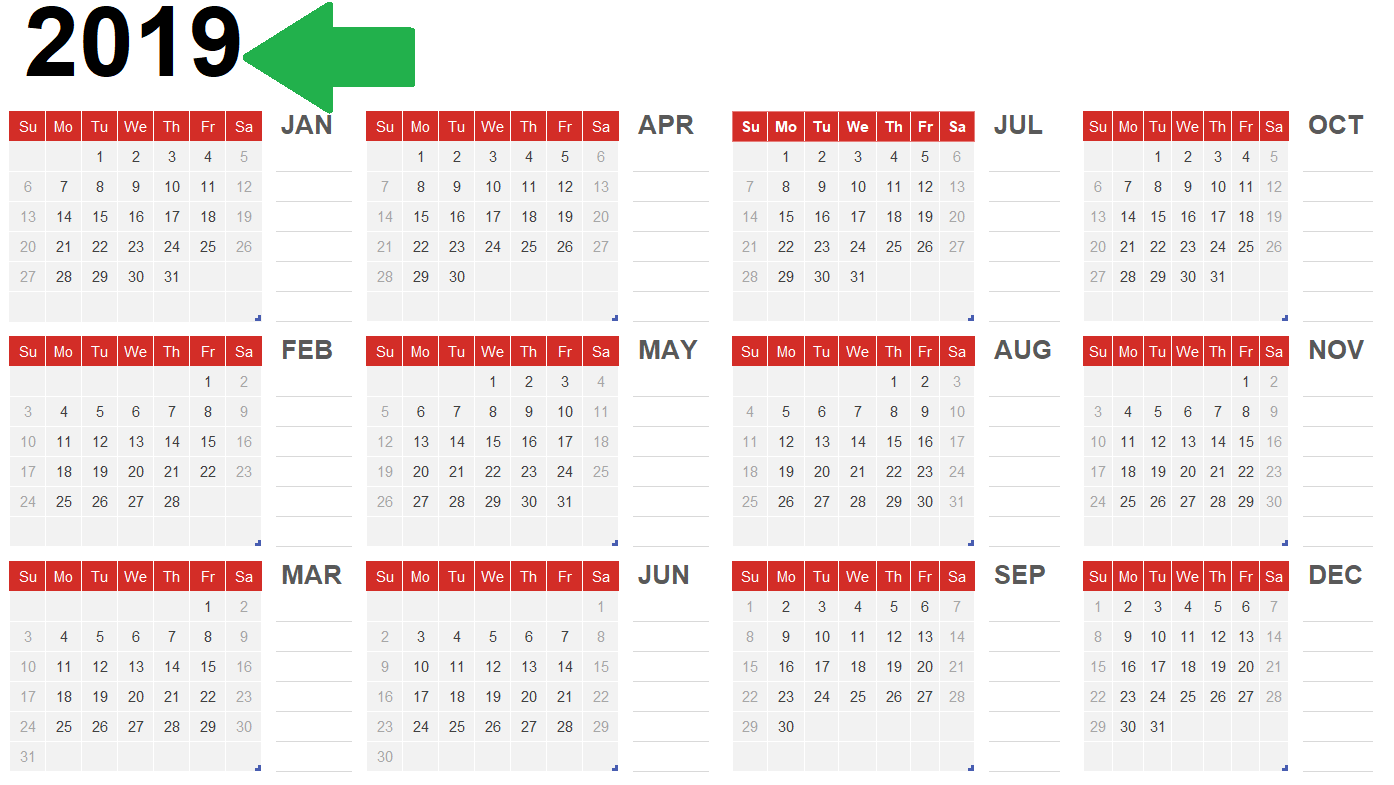 2019
Su Mo Tu We Th Fr Sa JAN
1 2 3 4 5
6 7 8 9 10 11 12
13 14 15 16 17 18 19
20 21 22 23 24 25 26
27 28 29 30 31
Su Mo Tu We Th Fr Sa FEB
1 2
3 4 5 6 7 8 9
10 11 12 13 14 15 16
17 18 19 20 21 22 23
24 25 26 27 28
Su Mo Tu We Th Fr Sa MAR
1 2
3 4 5 6 7 8 9
10 11 12 13 14 15 16
17 18 19 20 21 22 23
24 25 26 27 28 29 30
31
Su Mo Tu We Th Fr Sa APR
1 2 3 4 5 6
7 8 9 10 11 12 13
14 15 16 17 18 19 20
21 22 23 24 25 26 27
28 29 30
Su Mo Tu We Th Fr Sa MAY
1 2 3 4
5 6 7 8 9 10 11
12 13 14 15 16 17 18
19 20 21 22 23 24 25
26 27 28 29 30 31
Su Mo Tu We Th Fr Sa JUN
1
2 3 4 5 6 7 8
9 10 11 12 13 14 15
16 17 18 19 20 21 22
23 24 25 26 27 28 29
30
Su Mo Tu We Th Fr Sa JUL
1 2 3 4 5 6
7 8 9 10 11 12 13
14 15 16 17 18 19 20
21 22 23 24 25 26 27
28 29 30 31
Su Mo Tu We Th Fr Sa AUG
1 2 3
4 5 6 7 8 9 10
11 12 13 14 15 16 17
18 19 20 21 22 23 24
25 26 27 28 29 30 31
Su Mo Tu We Th Fr Sa SEP
1 2 3 4 5 6 7
8 9 10 11 12 13 14
15 16 17 18 19 20 21
22 23 24 25 26 27 28
29 30
Su Mo Tu We Th Fr Sa OCT
1 2 3 4 5
6 7 8 9 10 11 12
13 14 15 16 17 18 19
20 21 22 23 24 25 26
27 28 29 30 31
Su Mo Tu We Th Fr Sa NOV
1 2
3 4 5 6 7 8 9
10 11 12 13 14 15 16
17 18 19 20 21 22 23
24 25 26 27 28 29 30
Su Mo Tu We Th Fr Sa DEC
1 2 3 4 5 6 7
8 9 10 11 12 13 14
15 16 17 18 19 20 21
22 23 24 25 26 27 28
29 30 31